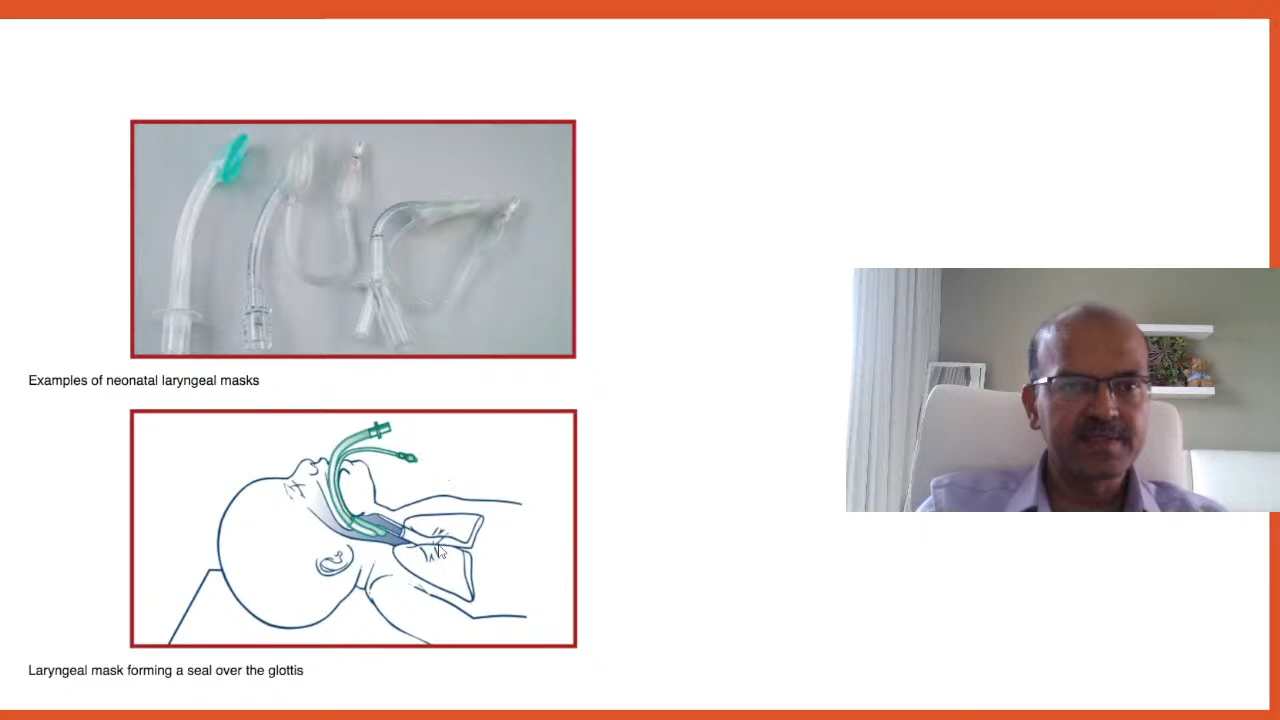 Examples of neonatal laryngeal masks
Laryngeal mask forming a seal over the glottis